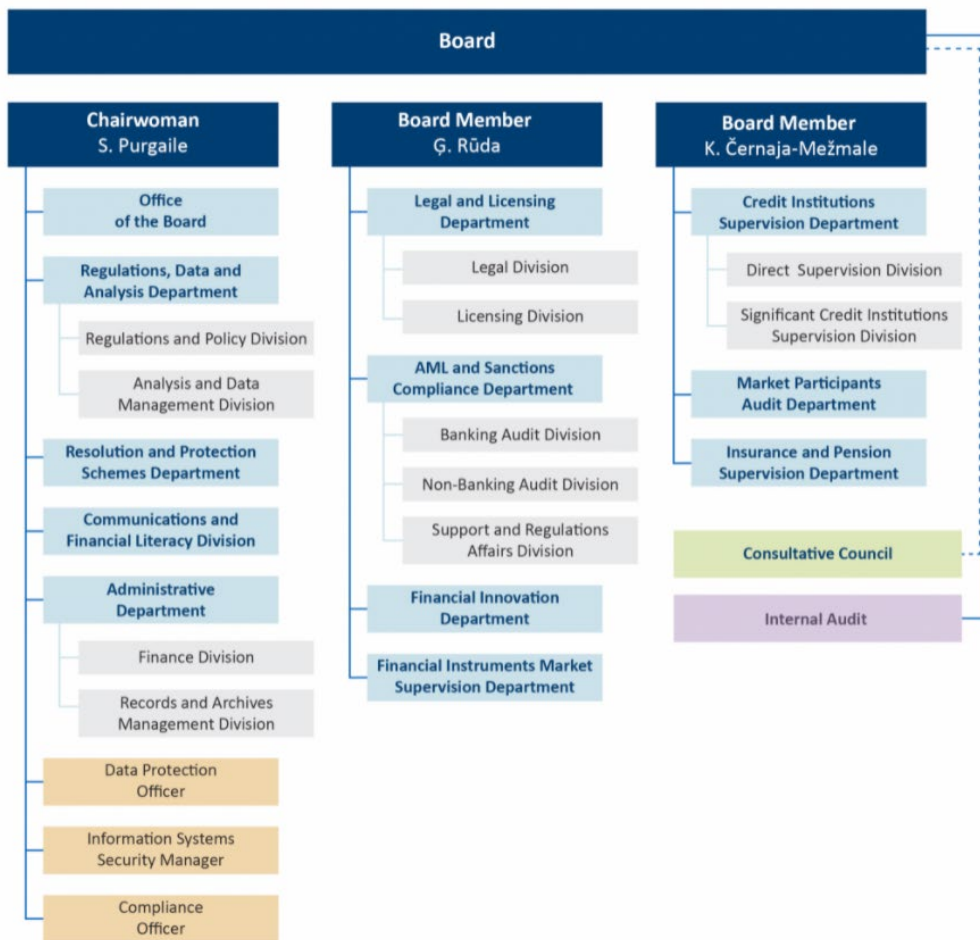 Board
Chairwoman
S. Purgaile
Office
of the Board
Regulations, Data and
Analysis Department
Regulations and Policy Division
Analysis and Data
Management Division
Resolution and Protection
Schemes Department
Communications and
Financial Literacy Division
Administrative
Department
Finance Division
Records and Archives
Management Division
Data Protection
Officer
Information Systems
Security Manager
Compliance
Officer
Board Member
Ģ. Rūda
Legal and Licensing
Department
Legal Division
Licensing Division
AML and Sanctions
Compliance Department
Banking Audit Division
Non-Banking Audit Division
Support and Regulations
Affairs Division
Financial Innovation
Department
Financial Instruments Market
Supervision Department
Board Member
K. Černaja-Mežmale
Credit Institutions
Supervision Department
Direct Supervision Division
Significant Credit Institutions
Supervision Division
Market Participants
Audit Department
Insurance and Pension
Supervision Department
Consultative Council
Internal Audit